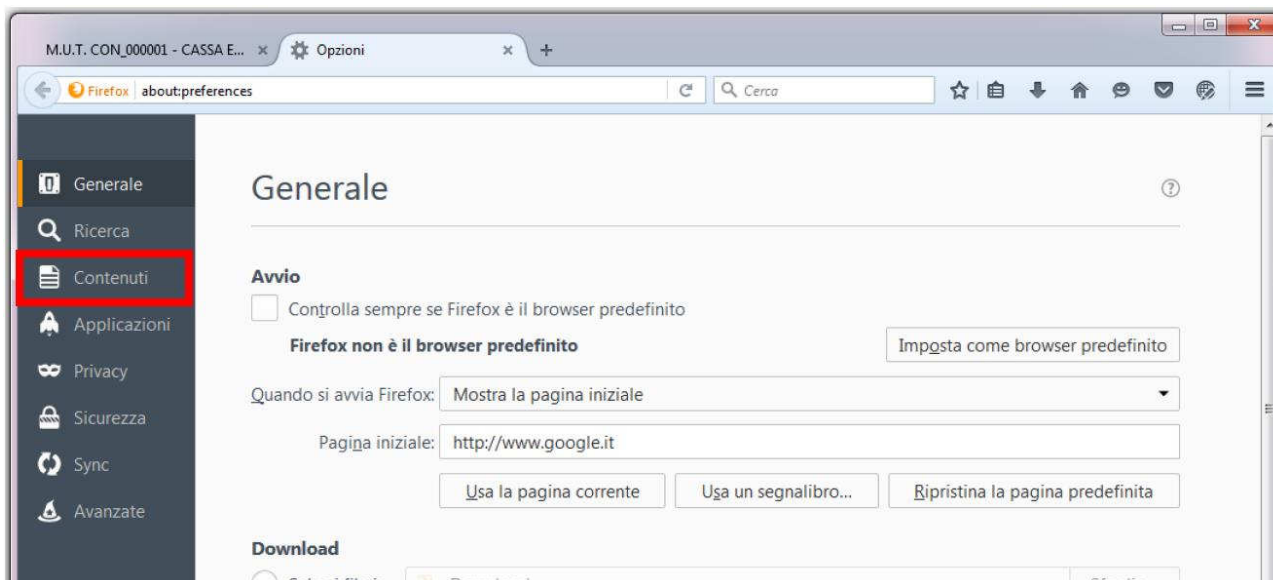 M.U.T. CON_000001 - CASSA E...
Opzioni
Firefox about:preferences
Cerca
Generale
Ricerca
Contenuti
Applicazioni
Privacy
Sicurezza
Sync
Avanzate
Generale
Avvio
Controlla sempre se Firefox è il browser predefinito
Firefox non è il browser predefinito
Imposta come browser predefinito
Quando si avvia Firefox: Mostra la pagina iniziale
Pagina iniziale: http://www.google.it
Usa la pagina corrente
Usa un segnalibro...
Ripristina la pagina predefinita
Download